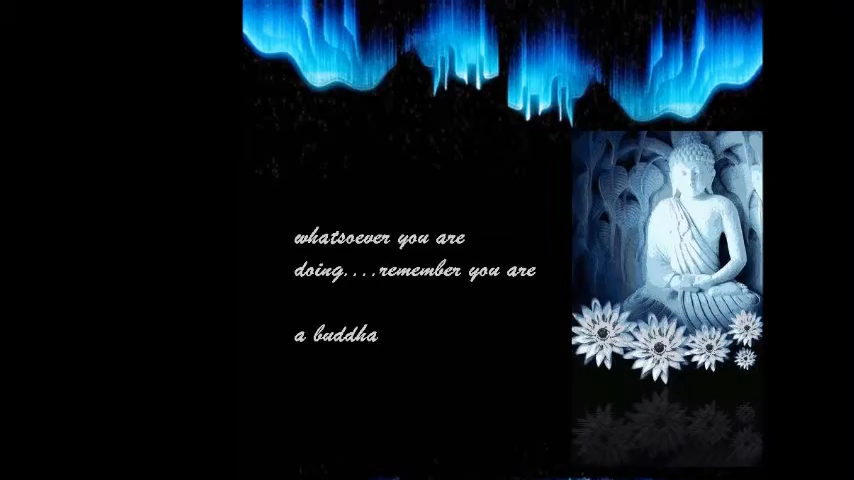 whatsoever you are
doing....remember you are
a buddha